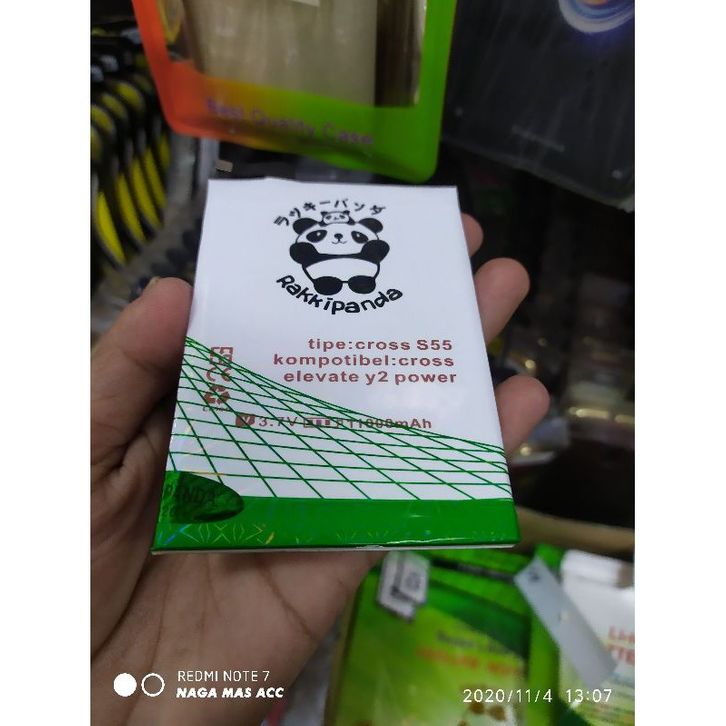 Best Quality Case
ラッキーパンダ
Rakkipanda
tipe:cross S55
kompotibel:cross
elevate y2 power
3.7V 11000mAh
PANDA
REDMI NOTE 7
NAGA MAS ACC
2020/11/4 13:07